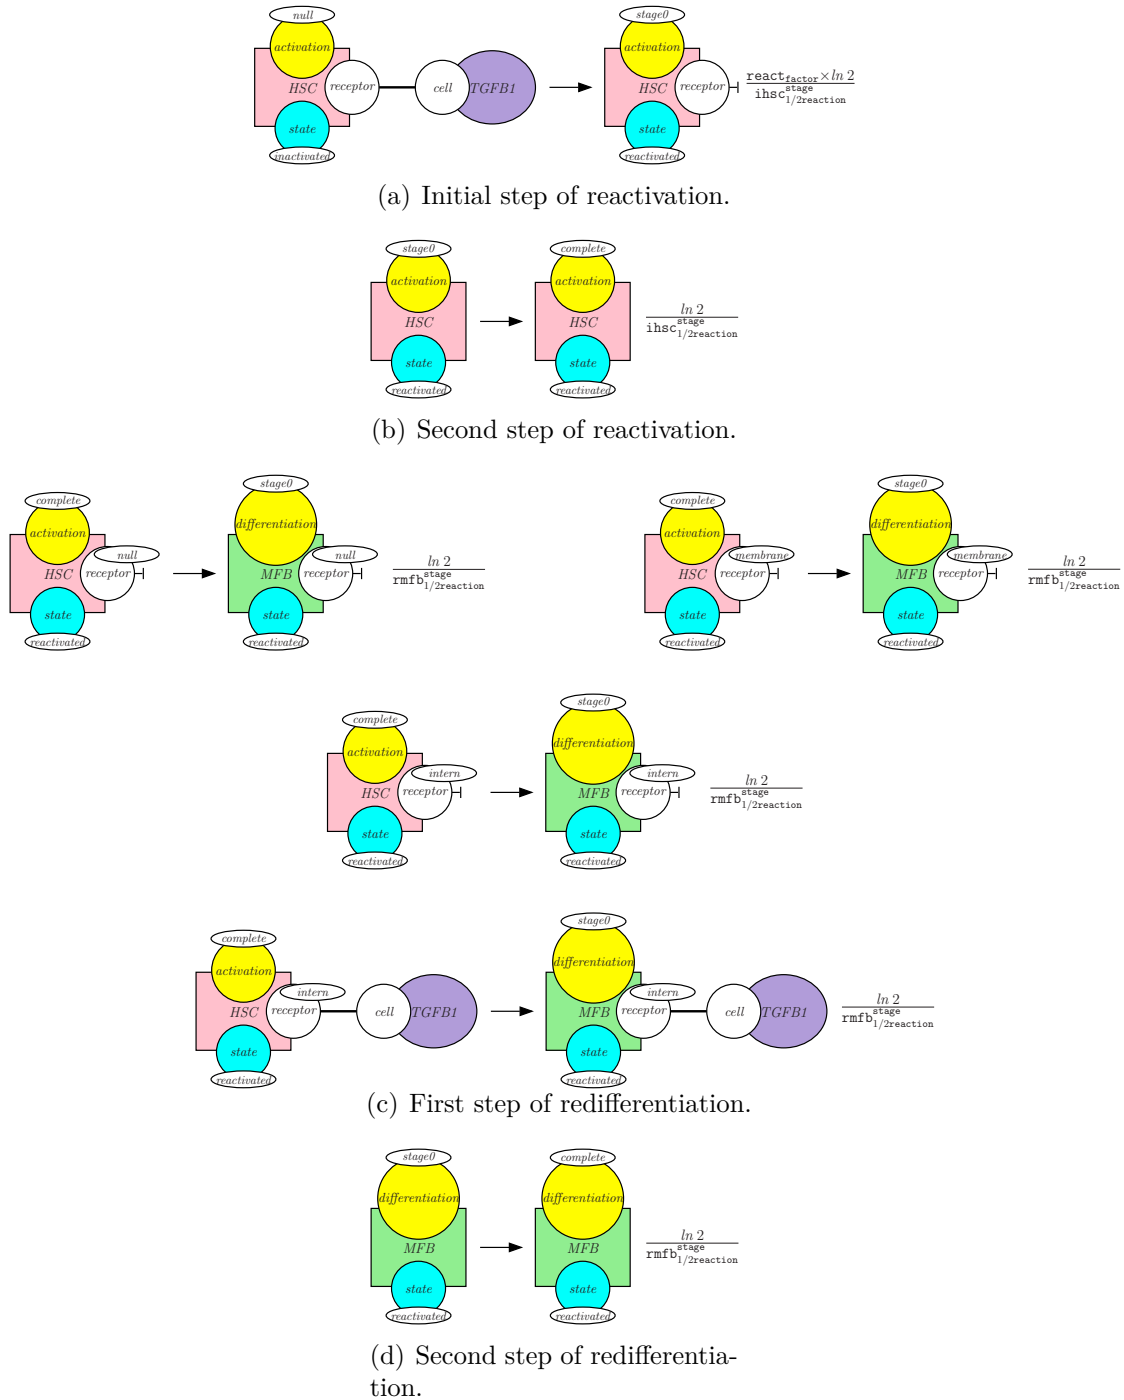 null stage0
activation activation
HSC receptor cell TGFB1 HSC receptor react_factor×ln 2
ihsc^stage_1/2reaction
state state
inactivated reactivated
(a) Initial step of reactivation.
stage0 complete
activation activation
HSC HSC ln 2
ihsc^stage_1/2reaction
state state
reactivated reactivated
(b) Second step of reactivation.
complete stage0 complete stage0
activation differentiation activation differentiation
null null membrane membrane
HSC receptor MFB receptor ln 2 HSC receptor MFB receptor ln 2
rmfb^stage_1/2reaction rmfb^stage_1/2reaction
state state state state
reactivated reactivated reactivated reactivated
complete stage0
activation differentiation
intern intern
HSC receptor MFB receptor ln 2
rmfb^stage_1/2reaction
state state
reactivated reactivated
complete stage0
activation differentiation
intern intern
HSC receptor cell TGFB1 MFB receptor cell TGFB1 ln 2
rmfb^stage_1/2reaction
state state
reactivated reactivated
(c) First step of redifferentiation.
stage0 complete
differentiation differentiation
MFB MFB ln 2
rmfb^stage_1/2reaction
state state
reactivated reactivated
(d) Second step of redifferentia-
tion.